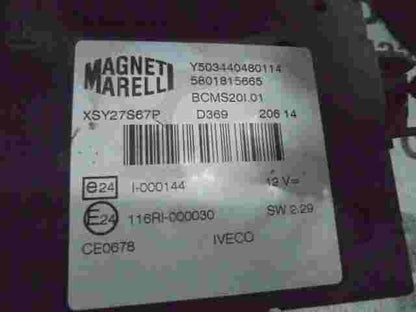 MAGNETI
MARELLI
Y503440480114
5801815665
BCMS20I.01
XSY27S67P D369 206 14
e24 I-000144 12 V=
E24 116RI-000030 SW 2.29
CE0678 IVECO